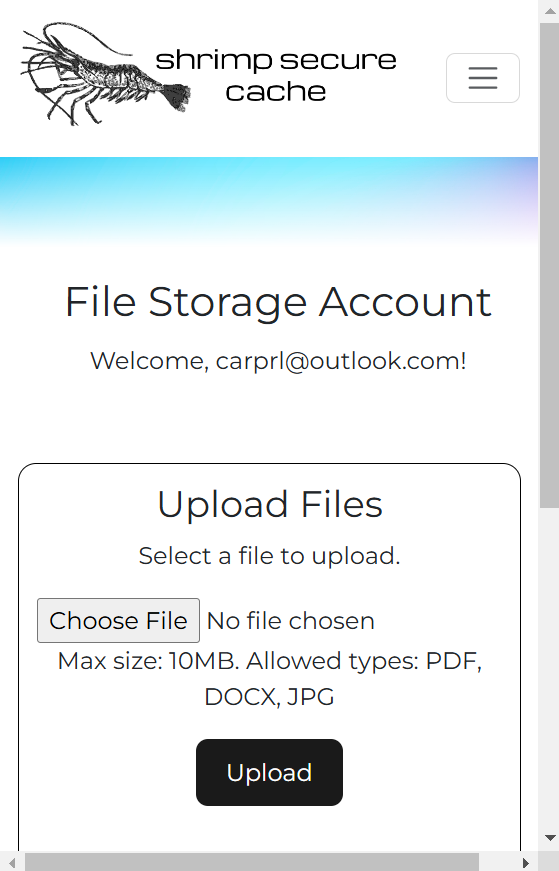 shrimp secure
cache
File Storage Account
Welcome, carprl@outlook.com!
Upload Files
Select a file to upload.
Choose File No file chosen
Max size: 10MB. Allowed types: PDF,
DOCX, JPG
Upload